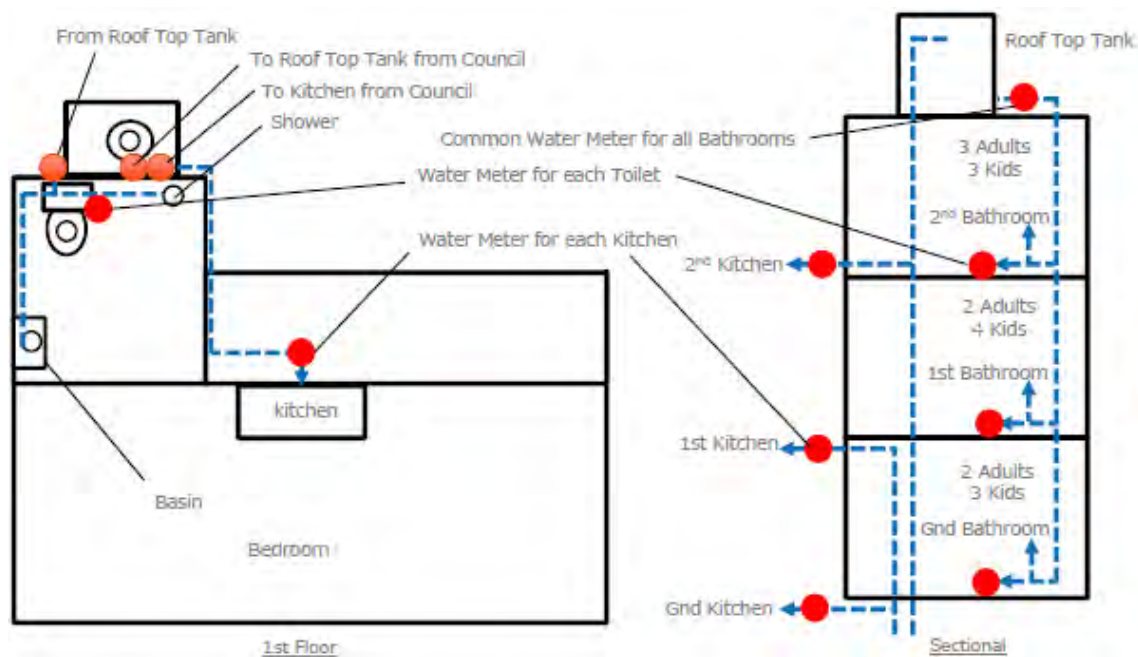 From Roof Top Tank
To Roof Top Tank from Council
To Kitchen from Council
Shower
Common Water Meter for all Bathrooms
Water Meter for each Toilet
Water Meter for each Kitchen
kitchen
Basin
Bedroom
1st Floor
Roof Top Tank
3 Adults
3 Kids
2nd Bathroom
2nd Kitchen
2 Adults
4 Kids
1st Bathroom
1st Kitchen
2 Adults
3 Kids
Gnd Bathroom
Gnd Kitchen
Sectional